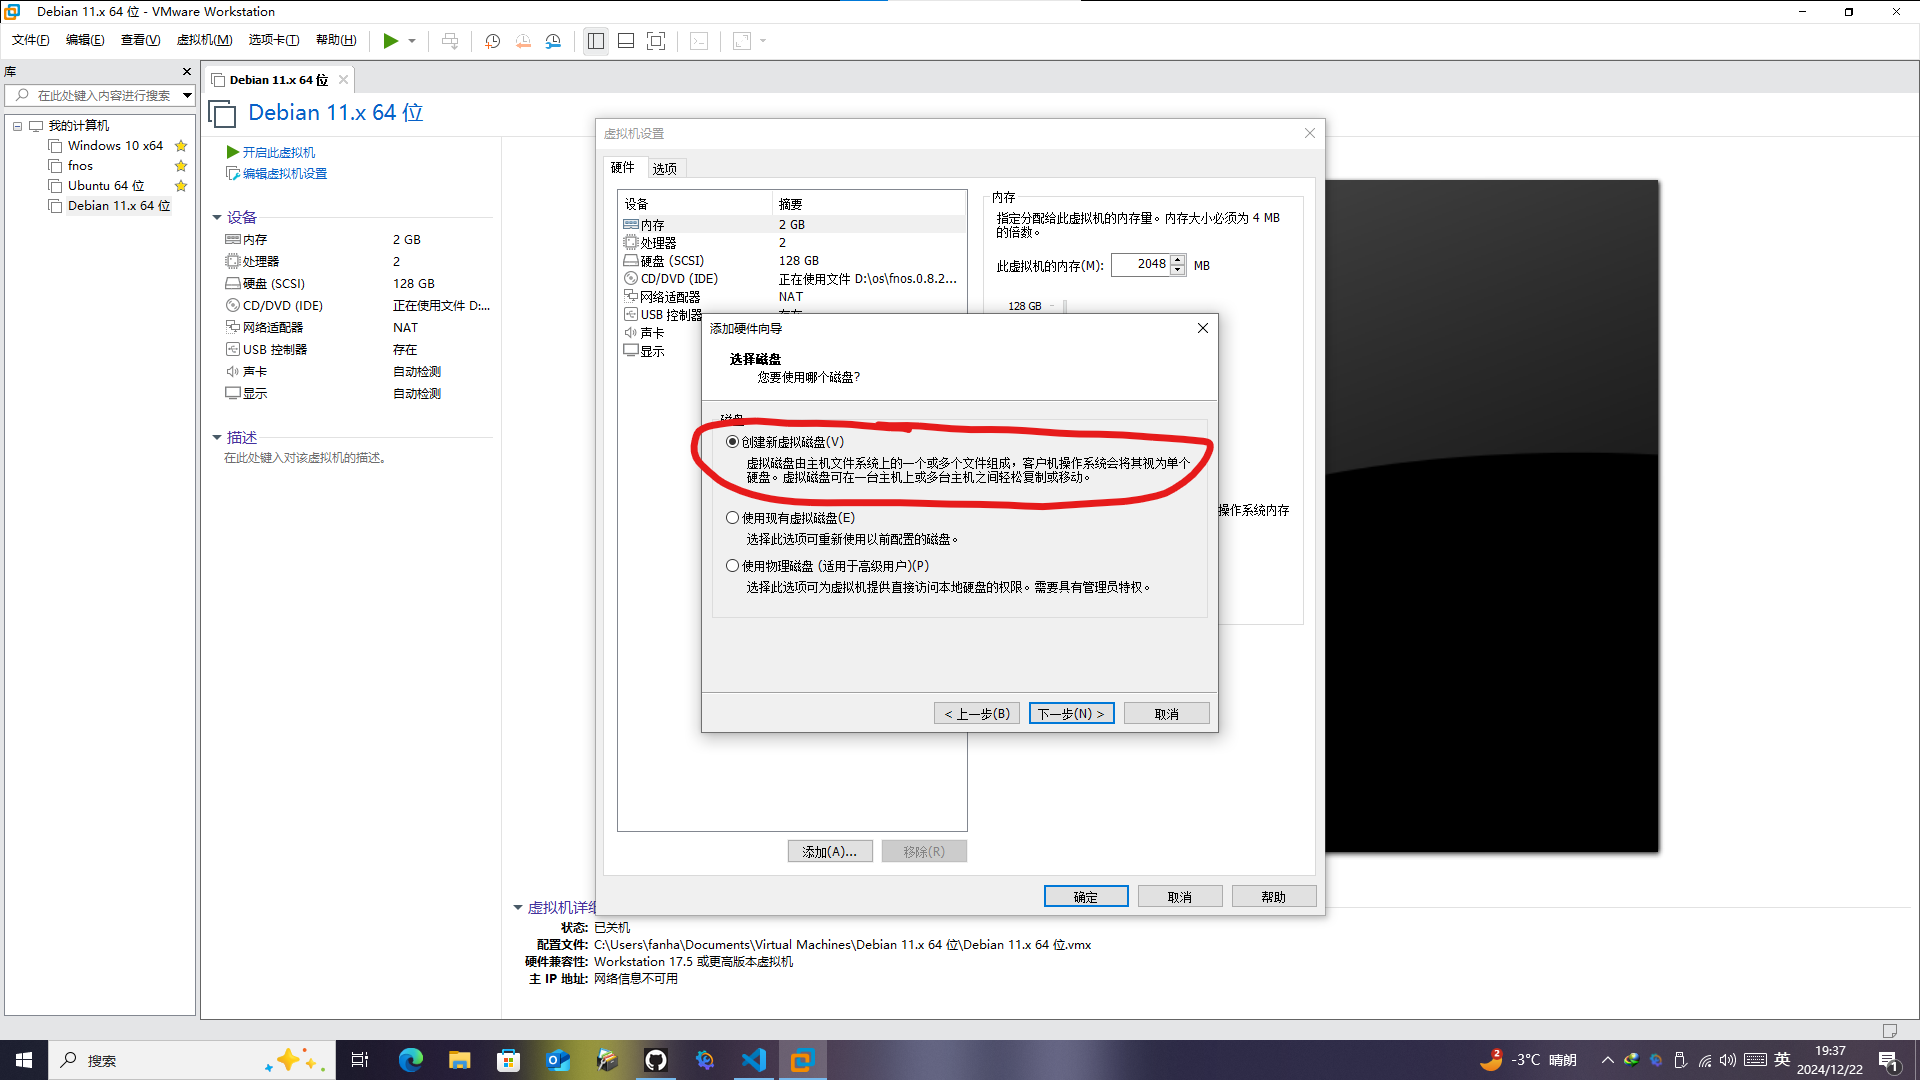 Debian 11.x 64 位 - VMware Workstation
文件(F) 编辑(E) 查看(V) 虚拟机(M) 选项卡(T) 帮助(H)
库
在此处键入内容进行搜索
我的计算机
Windows 10 x64
fnos
Ubuntu 64 位
Debian 11.x 64 位
Debian 11.x 64 位
Debian 11.x 64 位
开启此虚拟机
编辑虚拟机设置
设备
内存 2 GB
处理器 2
硬盘 (SCSI) 128 GB
CD/DVD (IDE) 正在使用文件 D:...
网络适配器 NAT
USB 控制器 存在
声卡 自动检测
显示 自动检测
描述
在此处键入对该虚拟机的描述。
虚拟机设置
硬件 选项
设备 摘要
内存 2 GB
处理器 2
硬盘 (SCSI) 128 GB
CD/DVD (IDE) 正在使用文件 D:\os\fnos.0.8.2...
网络适配器 NAT
USB 控制器 存在
声卡
显示
内存
指定分配给此虚拟机的内存量。内存大小必须为 4 MB
的倍数。
此虚拟机的内存(M): 2048 MB
128 GB
操作系统内存
添加硬件向导
选择磁盘
您要使用哪个磁盘?
磁盘
创建新虚拟磁盘(V)
虚拟磁盘由主机文件系统上的一个或多个文件组成，客户机操作系统会将其视为单个
硬盘。虚拟磁盘可在一台主机上或多台主机之间轻松复制或移动。
使用现有虚拟磁盘(E)
选择此选项可重新使用以前配置的磁盘。
使用物理磁盘 (适用于高级用户)(P)
选择此选项可为虚拟机提供直接访问本地硬盘的权限。需要具有管理员特权。
< 上一步(B) 下一步(N) > 取消
添加(A)... 移除(R)
确定 取消 帮助
虚拟机详细
状态: 已关机
配置文件: C:\Users\fanha\Documents\Virtual Machines\Debian 11.x 64 位\Debian 11.x 64 位.vmx
硬件兼容性: Workstation 17.5 或更高版本虚拟机
主 IP 地址: 网络信息不可用
搜索
2
-3°C 晴朗
英
19:37
2024/12/22
1